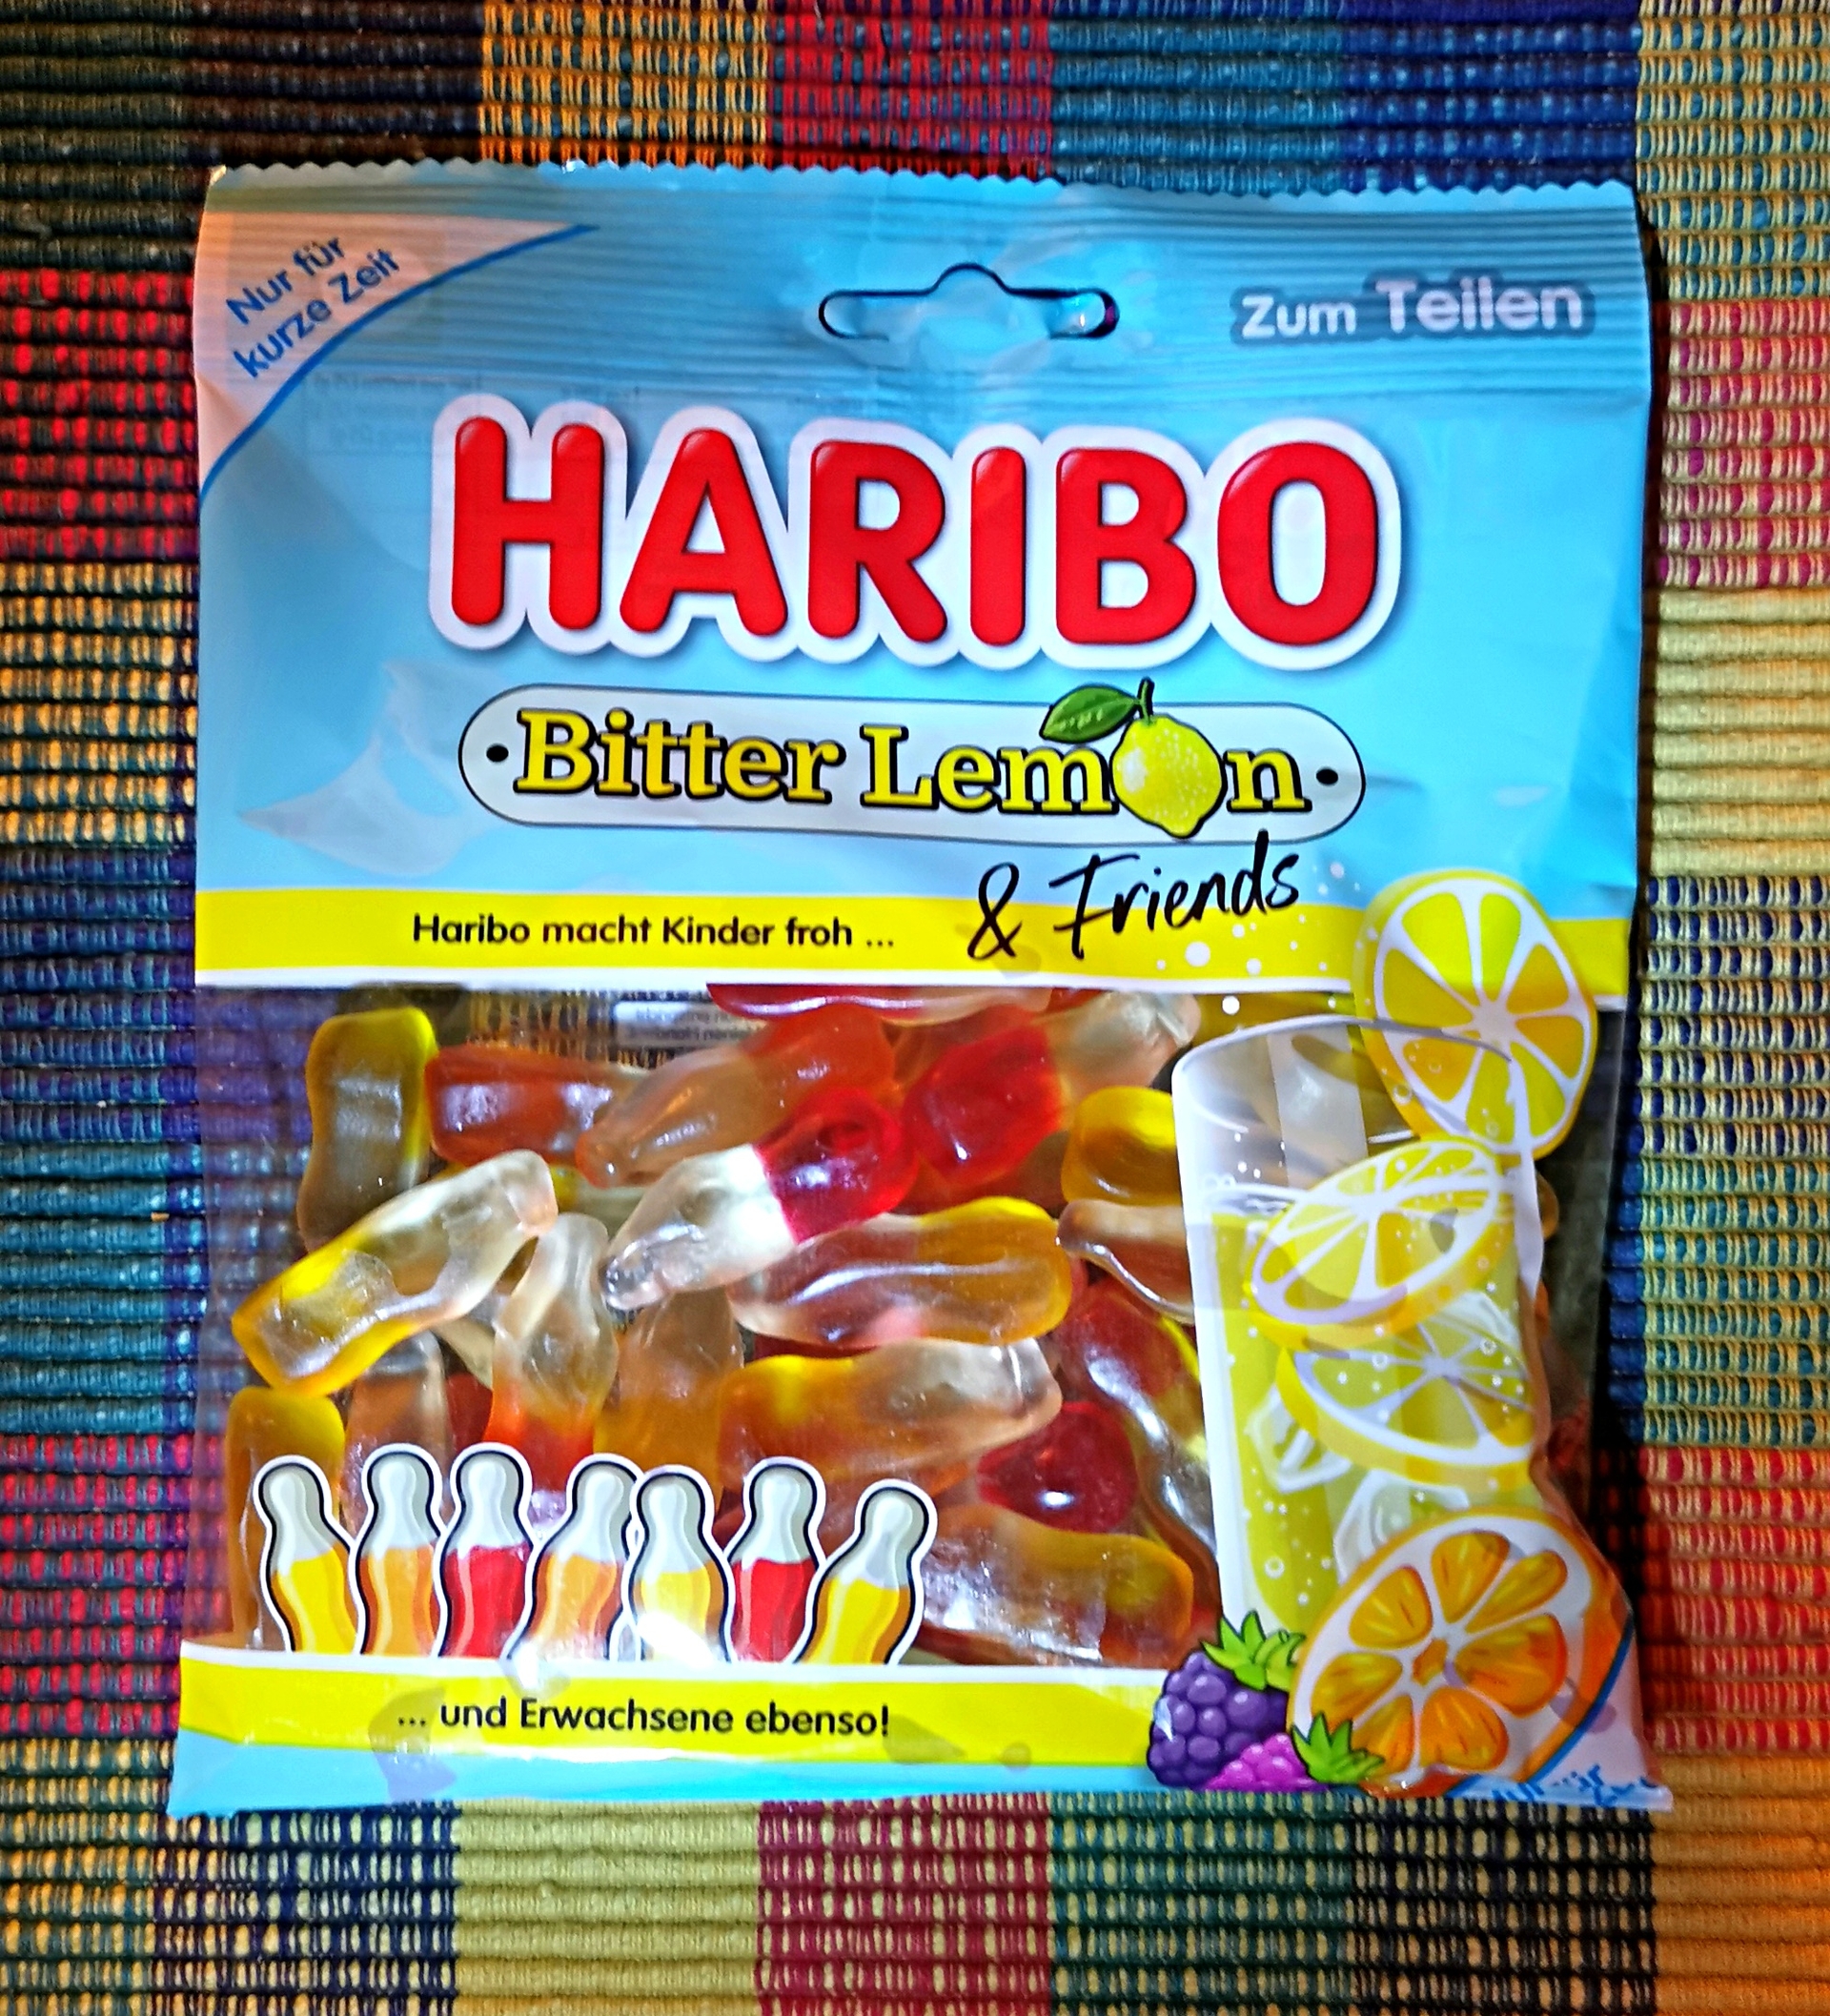 Nur für
kurze Zeit
Zum Teilen
HARIBO
·Bitter Lemon·
& Friends
Haribo macht Kinder froh ...
... und Erwachsene ebenso!